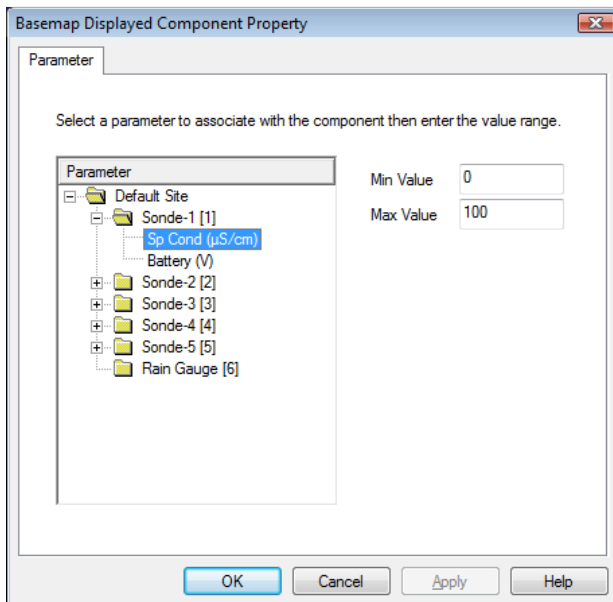 Basemap Displayed Component Property
Parameter
Select a parameter to associate with the component then enter the value range.
Parameter
Default Site
Sonde-1 [1]
Sp Cond (µS/cm)
Battery (V)
Sonde-2 [2]
Sonde-3 [3]
Sonde-4 [4]
Sonde-5 [5]
Rain Gauge [6]
Min Value 0
Max Value 100
OK Cancel Apply Help